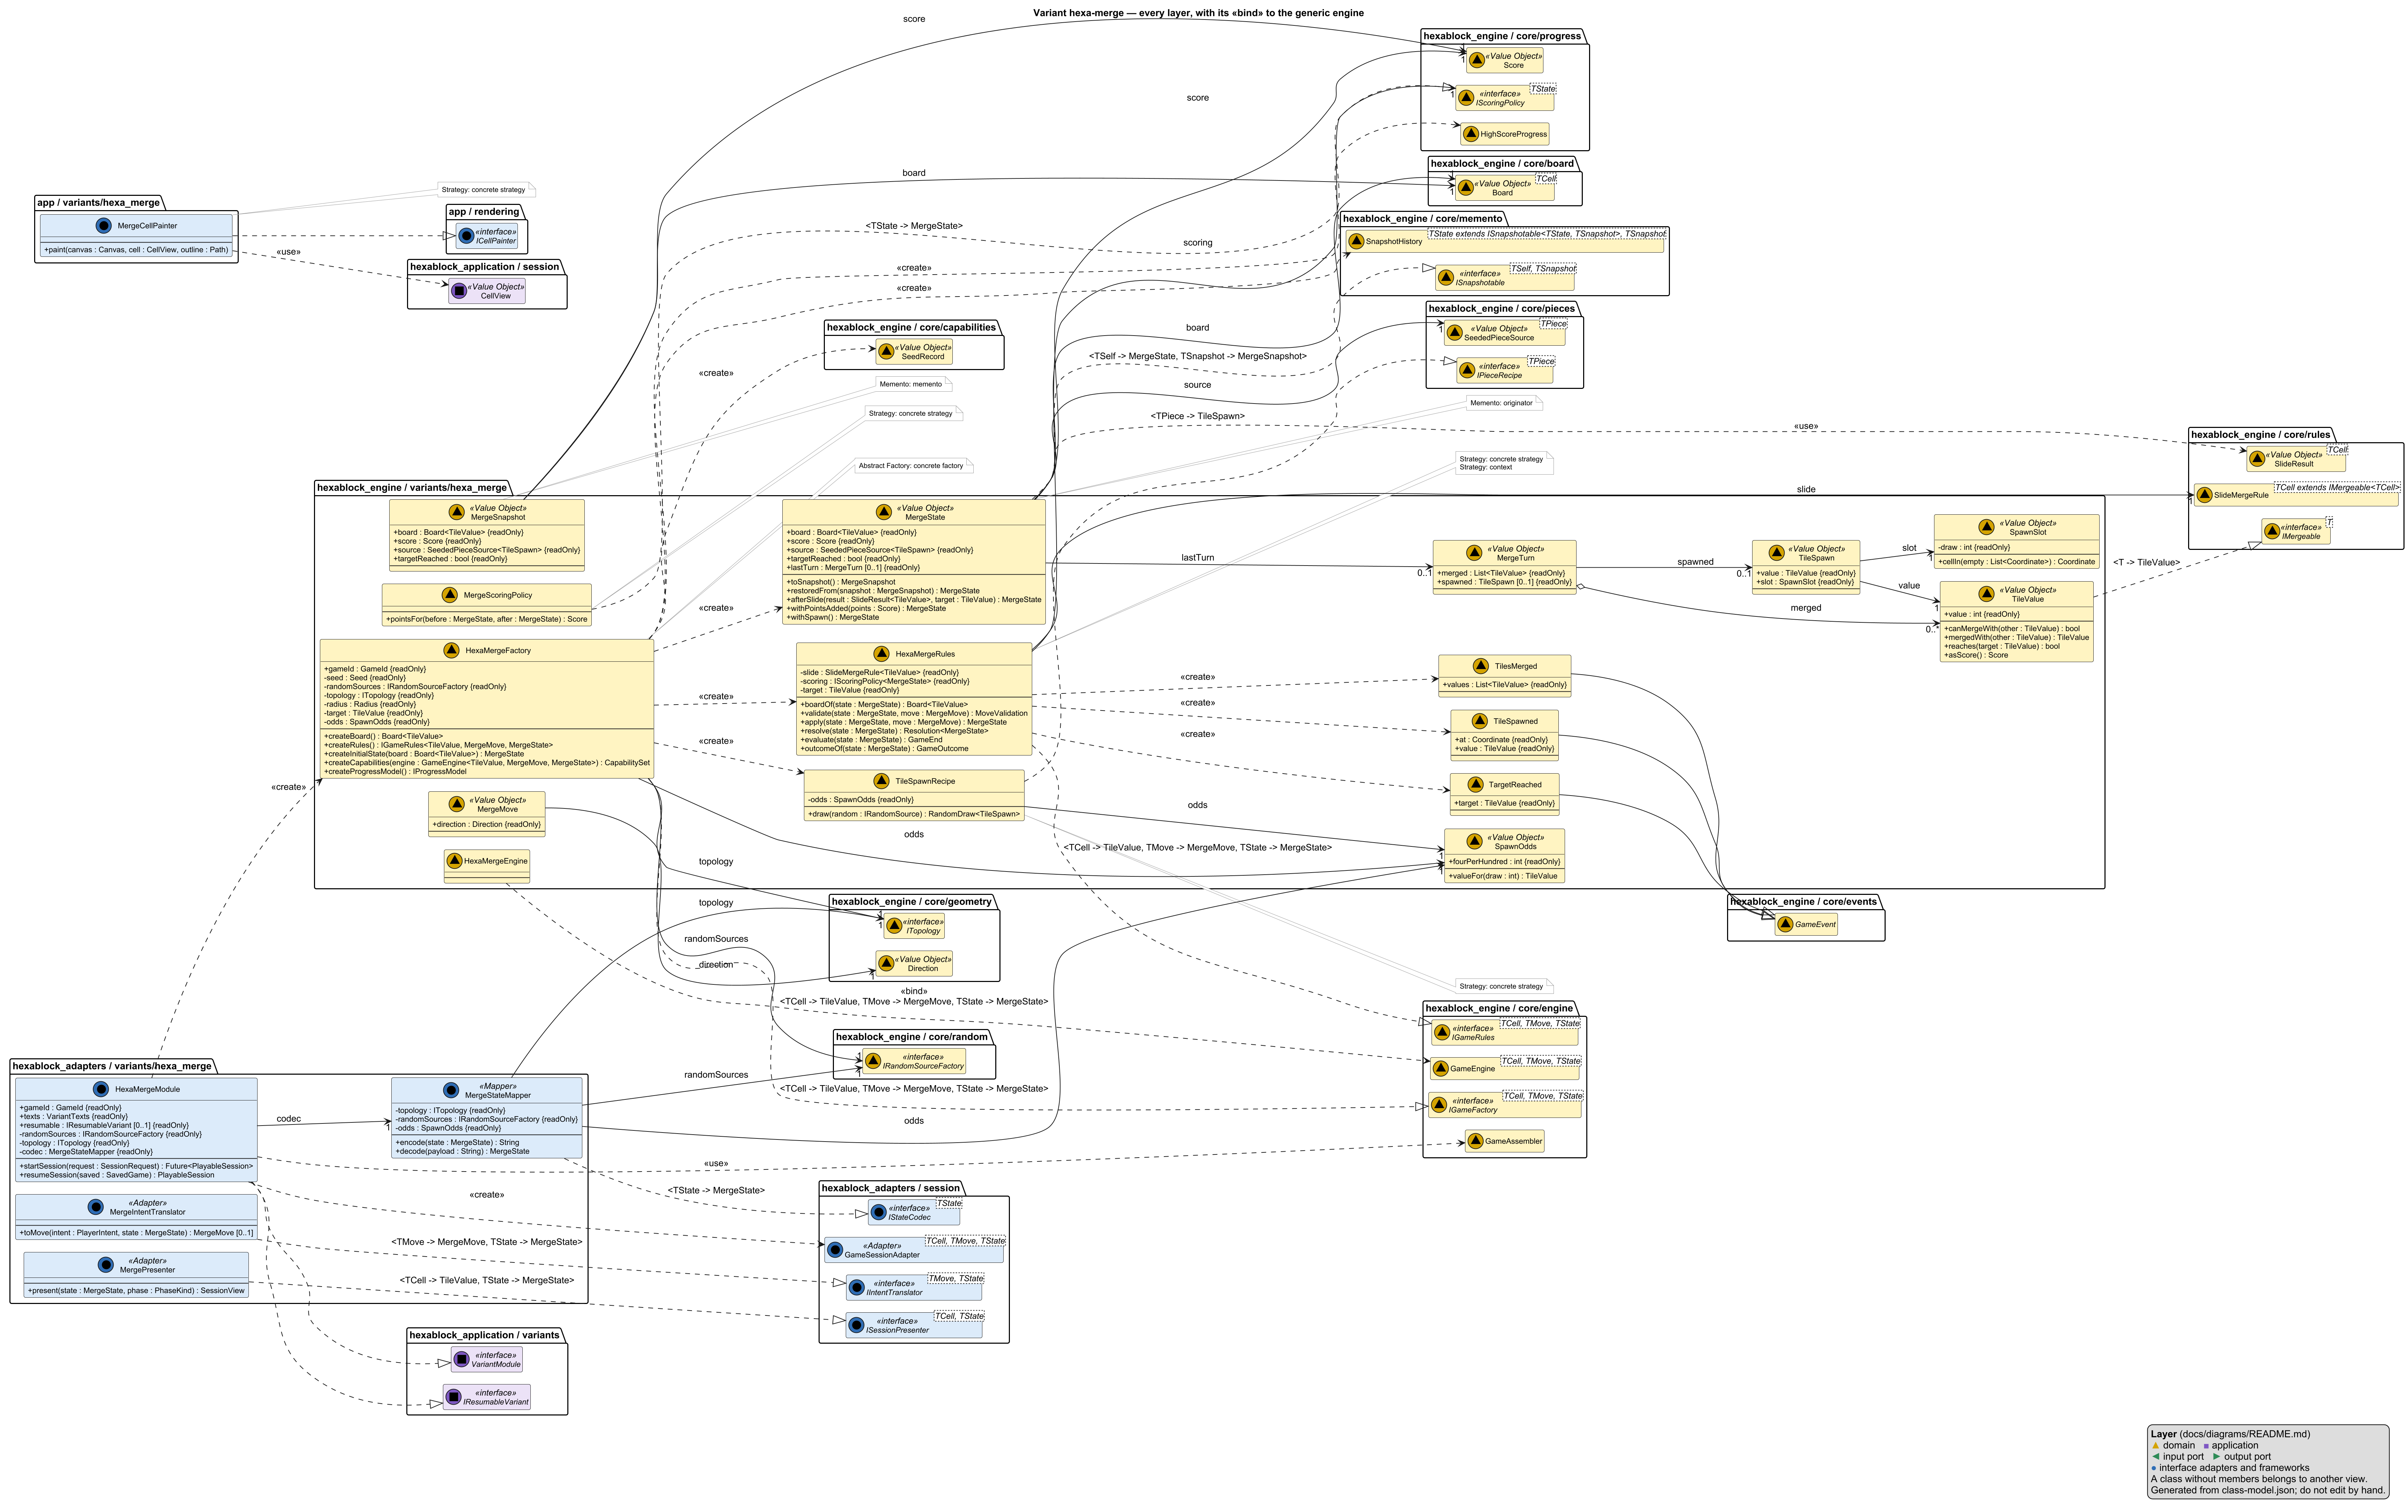 Variant hexa-merge — every layer, with its «bind» to the generic engine
app / variants/hexa_merge
MergeCellPainter
+paint(canvas : Canvas, cell : CellView, outline : Path)
Strategy: concrete strategy
app / rendering
«interface»
ICellPainter
«use»
hexablock_application / session
«Value Object»
CellView
hexablock_engine / core/progress
«Value Object»
Score
«interface»
IScoringPolicy
TState
HighScoreProgress
hexablock_engine / core/board
«Value Object»
Board
TCell
hexablock_engine / core/memento
SnapshotHistory
TState extends ISnapshotable<TState, TSnapshot>, TSnapshot
«interface»
ISnapshotable
TSelf, TSnapshot
hexablock_engine / core/pieces
«Value Object»
SeededPieceSource
TPiece
«interface»
IPieceRecipe
TPiece
hexablock_engine / core/capabilities
«Value Object»
SeedRecord
hexablock_engine / core/rules
«Value Object»
SlideResult
TCell
SlideMergeRule
TCell extends IMergeable<TCell>
«interface»
IMergeable
T
score
score
board
<TState -> MergeState>
scoring
«create»
«create»
board
<TSelf -> MergeState, TSnapshot -> MergeSnapshot>
«create»
source
<TPiece -> TileSpawn>
«use»
slide
Memento: memento
Strategy: concrete strategy
Abstract Factory: concrete factory
Memento: originator
Strategy: concrete strategy
Strategy: context
1
1
1
1
1
1
1
hexablock_engine / variants/hexa_merge
«Value Object»
MergeSnapshot
+board : Board<TileValue> {readOnly}
+score : Score {readOnly}
+source : SeededPieceSource<TileSpawn> {readOnly}
+targetReached : bool {readOnly}
MergeScoringPolicy
+pointsFor(before : MergeState, after : MergeState) : Score
HexaMergeFactory
+gameId : GameId {readOnly}
-seed : Seed {readOnly}
-randomSources : IRandomSourceFactory {readOnly}
-topology : ITopology {readOnly}
-radius : Radius {readOnly}
-target : TileValue {readOnly}
-odds : SpawnOdds {readOnly}
+createBoard() : Board<TileValue>
+createRules() : IGameRules<TileValue, MergeMove, MergeState>
+createInitialState(board : Board<TileValue>) : MergeState
+createCapabilities(engine : GameEngine<TileValue, MergeMove, MergeState>) : CapabilitySet
+createProgressModel() : IProgressModel
«Value Object»
MergeMove
+direction : Direction {readOnly}
HexaMergeEngine
«Value Object»
MergeState
+board : Board<TileValue> {readOnly}
+score : Score {readOnly}
+source : SeededPieceSource<TileSpawn> {readOnly}
+targetReached : bool {readOnly}
+lastTurn : MergeTurn [0..1] {readOnly}
+toSnapshot() : MergeSnapshot
+restoredFrom(snapshot : MergeSnapshot) : MergeState
+afterSlide(result : SlideResult<TileValue>, target : TileValue) : MergeState
+withPointsAdded(points : Score) : MergeState
+withSpawn() : MergeState
HexaMergeRules
-slide : SlideMergeRule<TileValue> {readOnly}
-scoring : IScoringPolicy<MergeState> {readOnly}
-target : TileValue {readOnly}
+boardOf(state : MergeState) : Board<TileValue>
+validate(state : MergeState, move : MergeMove) : MoveValidation
+apply(state : MergeState, move : MergeMove) : MergeState
+resolve(state : MergeState) : Resolution<MergeState>
+evaluate(state : MergeState) : GameEnd
+outcomeOf(state : MergeState) : GameOutcome
TileSpawnRecipe
-odds : SpawnOdds {readOnly}
+draw(random : IRandomSource) : RandomDraw<TileSpawn>
«create»
«create»
«create»
lastTurn
0..1
«Value Object»
MergeTurn
+merged : List<TileValue> {readOnly}
+spawned : TileSpawn [0..1] {readOnly}
spawned
0..1
«Value Object»
TileSpawn
+value : TileValue {readOnly}
+slot : SpawnSlot {readOnly}
slot
1
value
1
merged
0..*
«Value Object»
SpawnSlot
-draw : int {readOnly}
+cellIn(empty : List<Coordinate>) : Coordinate
«Value Object»
TileValue
+value : int {readOnly}
+canMergeWith(other : TileValue) : bool
+mergedWith(other : TileValue) : TileValue
+reaches(target : TileValue) : bool
+asScore() : Score
<T -> TileValue>
TilesMerged
+values : List<TileValue> {readOnly}
TileSpawned
+at : Coordinate {readOnly}
+value : TileValue {readOnly}
TargetReached
+target : TileValue {readOnly}
«Value Object»
SpawnOdds
+fourPerHundred : int {readOnly}
+valueFor(draw : int) : TileValue
«create»
«create»
«create»
odds
odds
1
1
1
<TCell -> TileValue, TMove -> MergeMove, TState -> MergeState>
«create»
topology
topology
randomSources
direction
«bind»
<TCell -> TileValue, TMove -> MergeMove, TState -> MergeState>
hexablock_engine / core/geometry
«interface»
ITopology
«Value Object»
Direction
1
1
1
hexablock_engine / core/events
GameEvent
hexablock_engine / core/random
«interface»
IRandomSourceFactory
1
1
randomSources
<TCell -> TileValue, TMove -> MergeMove, TState -> MergeState>
odds
«use»
Strategy: concrete strategy
hexablock_engine / core/engine
«interface»
IGameRules
TCell, TMove, TState
GameEngine
TCell, TMove, TState
«interface»
IGameFactory
TCell, TMove, TState
GameAssembler
hexablock_adapters / variants/hexa_merge
HexaMergeModule
+gameId : GameId {readOnly}
+texts : VariantTexts {readOnly}
+resumable : IResumableVariant [0..1] {readOnly}
-randomSources : IRandomSourceFactory {readOnly}
-topology : ITopology {readOnly}
-codec : MergeStateMapper {readOnly}
+startSession(request : SessionRequest) : Future<PlayableSession>
+resumeSession(saved : SavedGame) : PlayableSession
codec
1
«Mapper»
MergeStateMapper
-topology : ITopology {readOnly}
-randomSources : IRandomSourceFactory {readOnly}
-odds : SpawnOdds {readOnly}
+encode(state : MergeState) : String
+decode(payload : String) : MergeState
«Adapter»
MergeIntentTranslator
+toMove(intent : PlayerIntent, state : MergeState) : MergeMove [0..1]
«Adapter»
MergePresenter
+present(state : MergeState, phase : PhaseKind) : SessionView
«create»
<TState -> MergeState>
<TMove -> MergeMove, TState -> MergeState>
<TCell -> TileValue, TState -> MergeState>
hexablock_adapters / session
«interface»
IStateCodec
TState
«Adapter»
GameSessionAdapter
TCell, TMove, TState
«interface»
IIntentTranslator
TMove, TState
«interface»
ISessionPresenter
TCell, TState
hexablock_application / variants
«interface»
VariantModule
«interface»
IResumableVariant
Layer (docs/diagrams/README.md)
domain application
input port output port
interface adapters and frameworks
A class without members belongs to another view.
Generated from class-model.json; do not edit by hand.